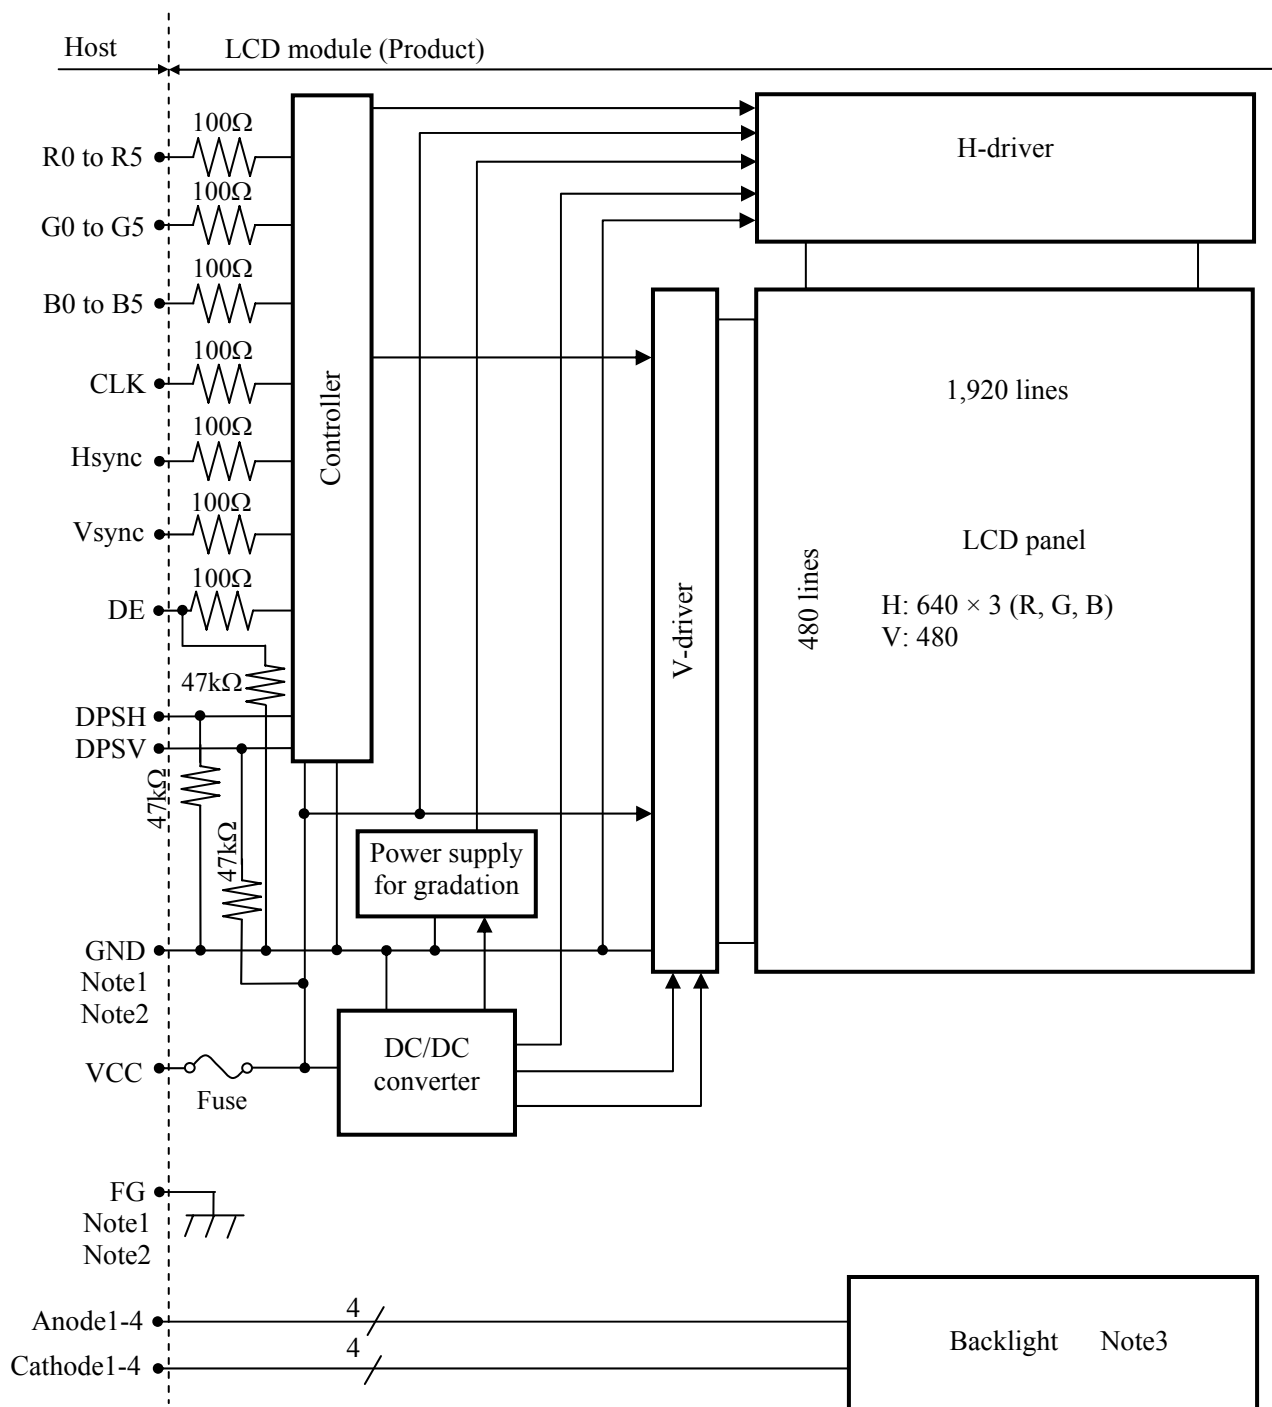 Host
LCD module (Product)
100Ω
R0 to R5
H-driver
100Ω
G0 to G5
100Ω
B0 to B5
100Ω
CLK
Controller
1,920 lines
100Ω
Hsync
100Ω
Vsync
LCD panel
100Ω
DE
480 lines
H: 640 × 3 (R, G, B)
V: 480
V-driver
47kΩ
DPSH
DPSV
47kΩ
47kΩ
Power supply
for gradation
GND
Note1
Note2
DC/DC
converter
VCC
Fuse
FG
Note1
Note2
4
Anode1-4
4
Cathode1-4
Backlight Note3